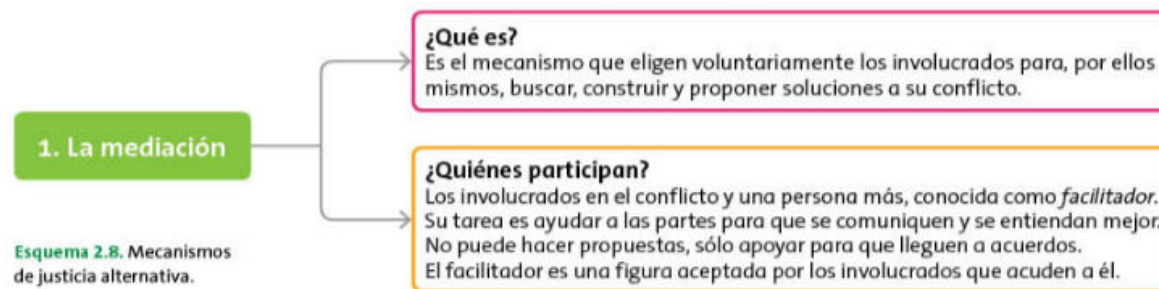 ¿Qué es?
Es el mecanismo que eligen voluntariamente los involucrados para, por ellos
mismos, buscar, construir y proponer soluciones a su conflicto.
1. La mediación
¿Quiénes participan?
Los involucrados en el conflicto y una persona más, conocida como facilitador.
Su tarea es ayudar a las partes para que se comuniquen y se entiendan mejor.
No puede hacer propuestas, sólo apoyar para que lleguen a acuerdos.
El facilitador es una figura aceptada por los involucrados que acuden a él.
Esquema 2.8. Mecanismos
de justicia alternativa.